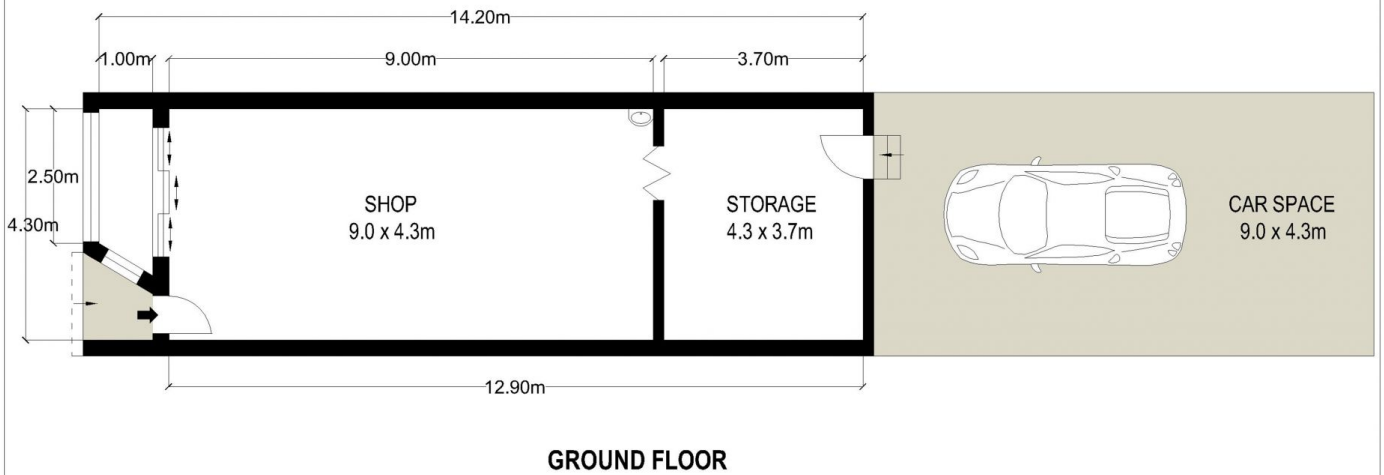 14.20m
1.00m
9.00m
3.70m
2.50m
4.30m
SHOP
9.0 x 4.3m
STORAGE
4.3 x 3.7m
CAR SPACE
9.0 x 4.3m
12.90m
GROUND FLOOR